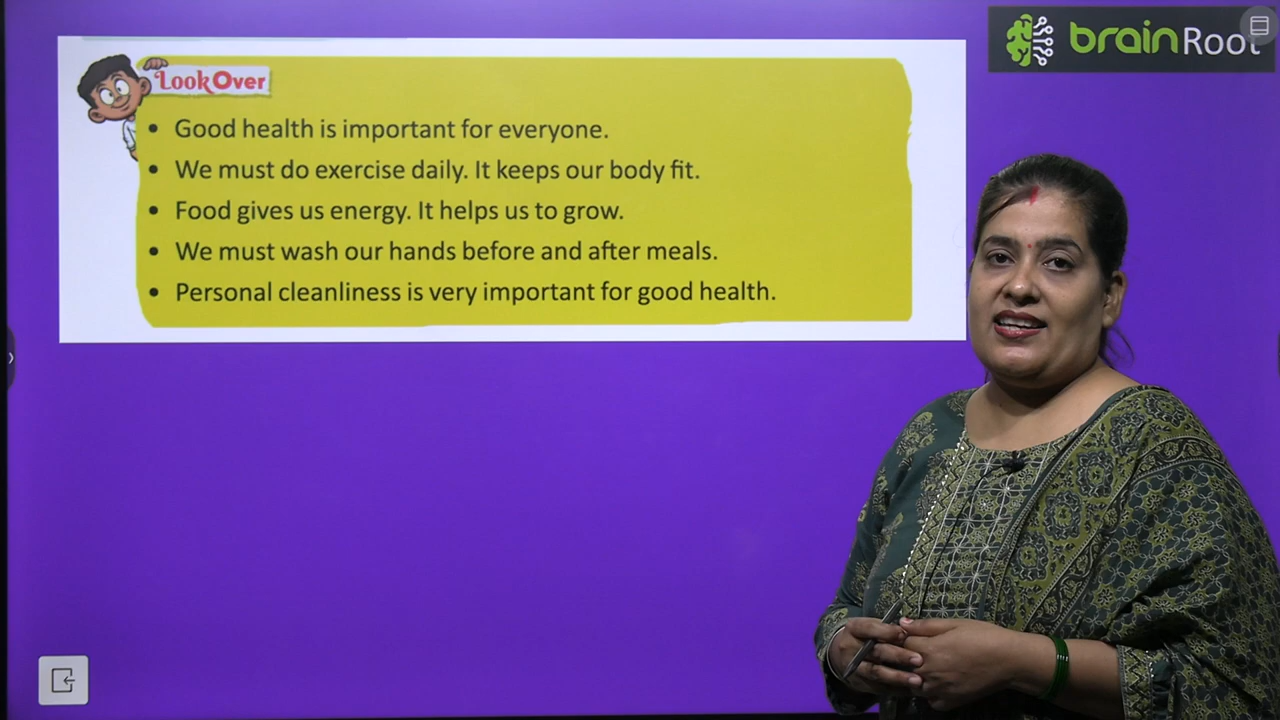 brainRoot
LookOver
• Good health is important for everyone.
• We must do exercise daily. It keeps our body fit.
• Food gives us energy. It helps us to grow.
• We must wash our hands before and after meals.
• Personal cleanliness is very important for good health.